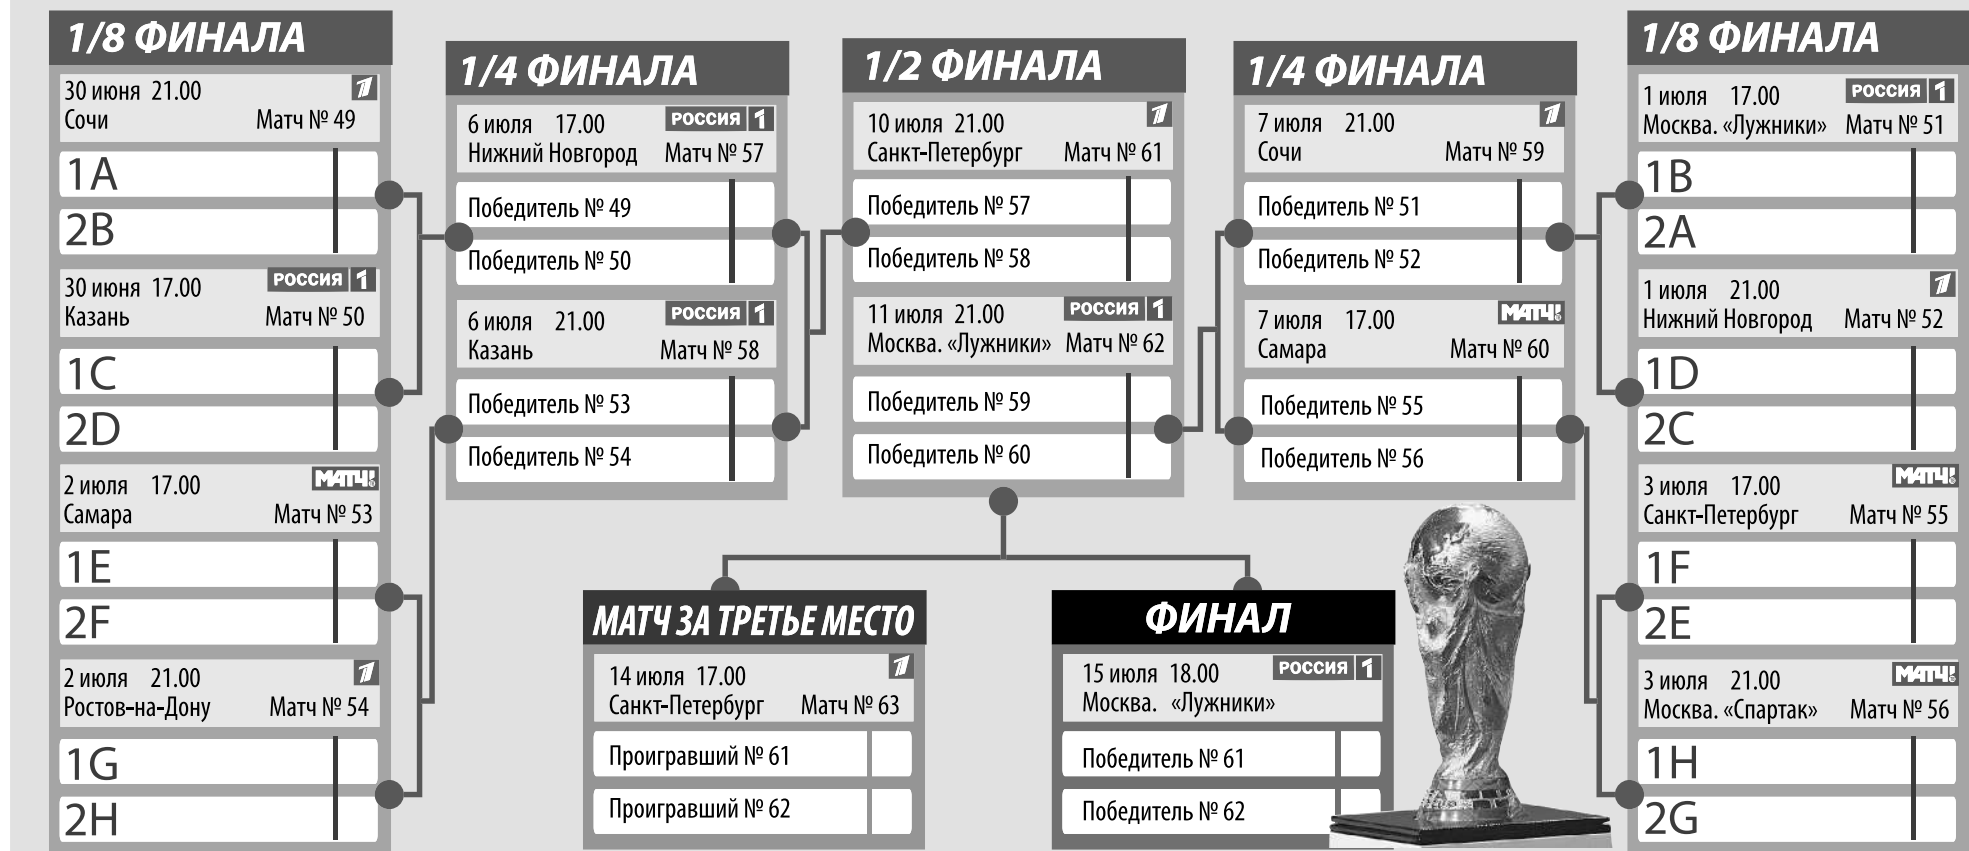 1/8 ФИНАЛА
30 июня 21.00
Сочи Матч № 49
1A
2B
30 июня 17.00 РОССИЯ 1
Казань Матч № 50
1C
2D
2 июля 17.00 МАТЧ!
Самара Матч № 53
1E
2F
2 июля 21.00
Ростов-на-Дону Матч № 54
1G
2H
1/4 ФИНАЛА
6 июля 17.00 РОССИЯ 1
Нижний Новгород Матч № 57
Победитель № 49
Победитель № 50
6 июля 21.00 РОССИЯ 1
Казань Матч № 58
Победитель № 53
Победитель № 54
1/2 ФИНАЛА
10 июля 21.00
Санкт-Петербург Матч № 61
Победитель № 57
Победитель № 58
11 июля 21.00 РОССИЯ 1
Москва. «Лужники» Матч № 62
Победитель № 59
Победитель № 60
1/4 ФИНАЛА
7 июля 21.00
Сочи Матч № 59
Победитель № 51
Победитель № 52
7 июля 17.00 МАТЧ!
Самара Матч № 60
Победитель № 55
Победитель № 56
1/8 ФИНАЛА
1 июля 17.00 РОССИЯ 1
Москва. «Лужники» Матч № 51
1B
2A
1 июля 21.00
Нижний Новгород Матч № 52
1D
2C
3 июля 17.00 МАТЧ!
Санкт-Петербург Матч № 55
1F
2E
3 июля 21.00 МАТЧ!
Москва. «Спартак» Матч № 56
1H
2G
МАТЧ ЗА ТРЕТЬЕ МЕСТО
14 июля 17.00
Санкт-Петербург Матч № 63
Проигравший № 61
Проигравший № 62
ФИНАЛ
15 июля 18.00 РОССИЯ 1
Москва. «Лужники»
Победитель № 61
Победитель № 62